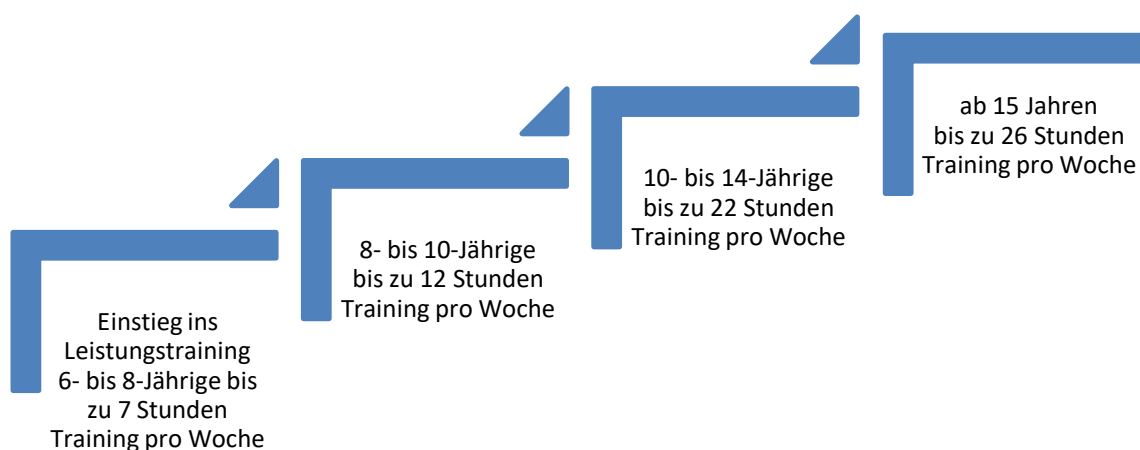 Einstieg ins
Leistungstraining
6- bis 8-Jährige bis
zu 7 Stunden
Training pro Woche
8- bis 10-Jährige
bis zu 12 Stunden
Training pro Woche
10- bis 14-Jährige
bis zu 22 Stunden
Training pro Woche
ab 15 Jahren
bis zu 26 Stunden
Training pro Woche